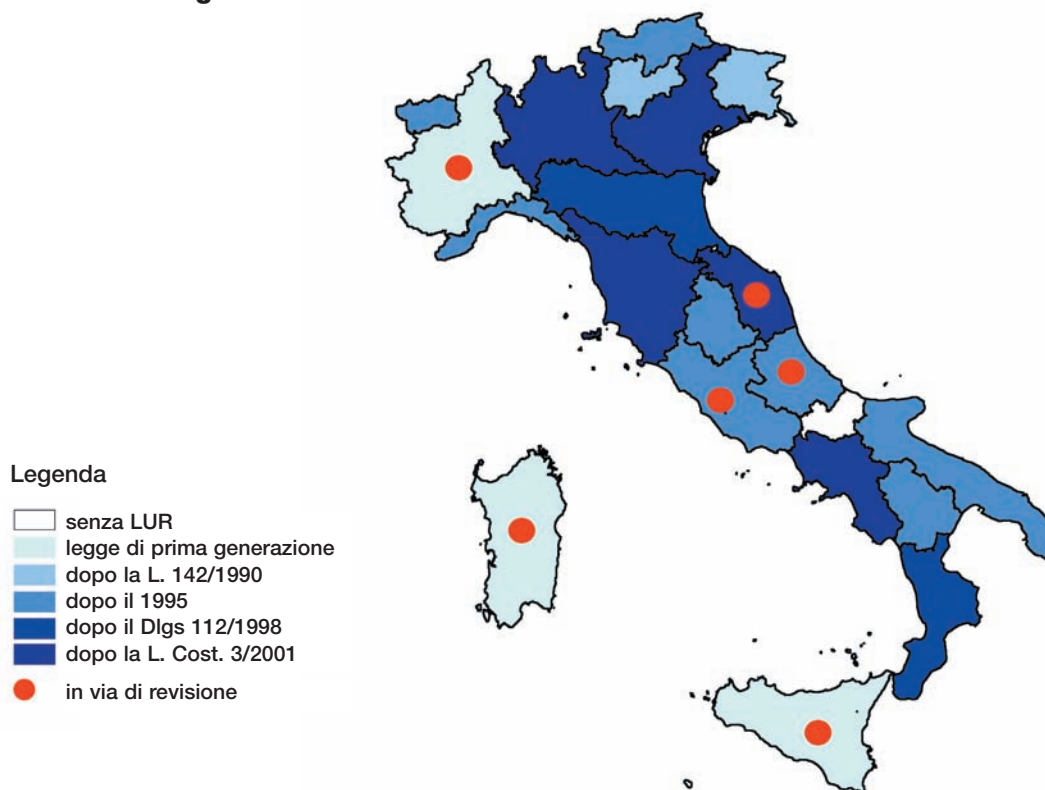 Legenda
senza LUR
legge di prima generazione
dopo la L. 142/1990
dopo il 1995
dopo il Dlgs 112/1998
dopo la L. Cost. 3/2001
in via di revisione